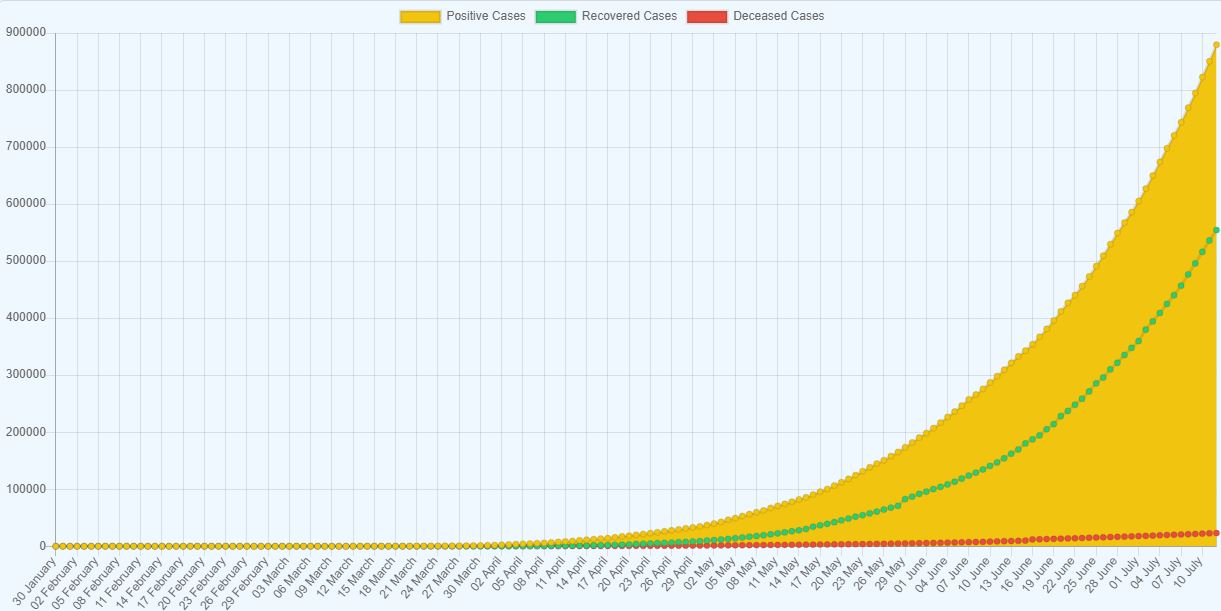 Positive Cases Recovered Cases Deceased Cases
900000
800000
700000
600000
500000
400000
300000
200000
100000
0
30 January
02 February
05 February
08 February
11 February
14 February
17 February
20 February
23 February
26 February
29 February
03 March
06 March
09 March
12 March
15 March
18 March
21 March
24 March
27 March
30 March
02 April
05 April
08 April
11 April
14 April
17 April
20 April
23 April
26 April
29 April
02 May
05 May
08 May
11 May
14 May
17 May
20 May
23 May
26 May
29 May
01 June
04 June
07 June
10 June
13 June
16 June
19 June
22 June
25 June
28 June
01 July
04 July
07 July
10 July